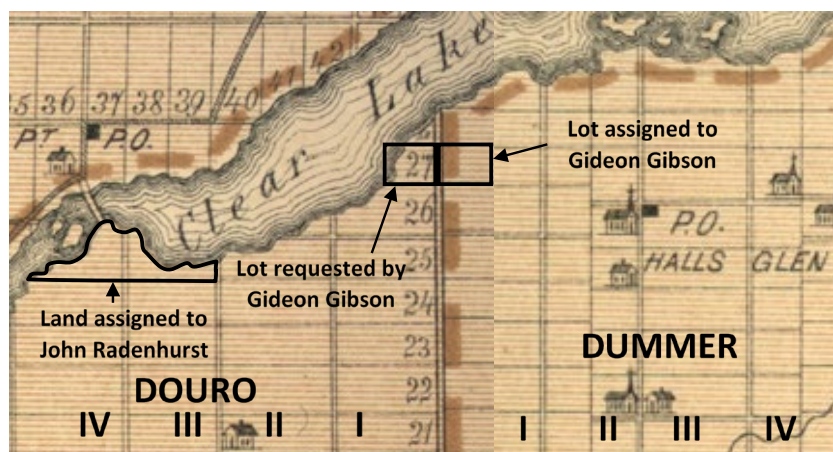 41 42
35 36 37 38 39 40
PT. P.O.
Clear Lake
27
26
25
24
23
22
21
Lot assigned to
Gideon Gibson
Lot requested by
Gideon Gibson
Land assigned to
John Radenhurst
P.O.
HALLS GLEN
DOURO
IV III II I
DUMMER
I II III IV